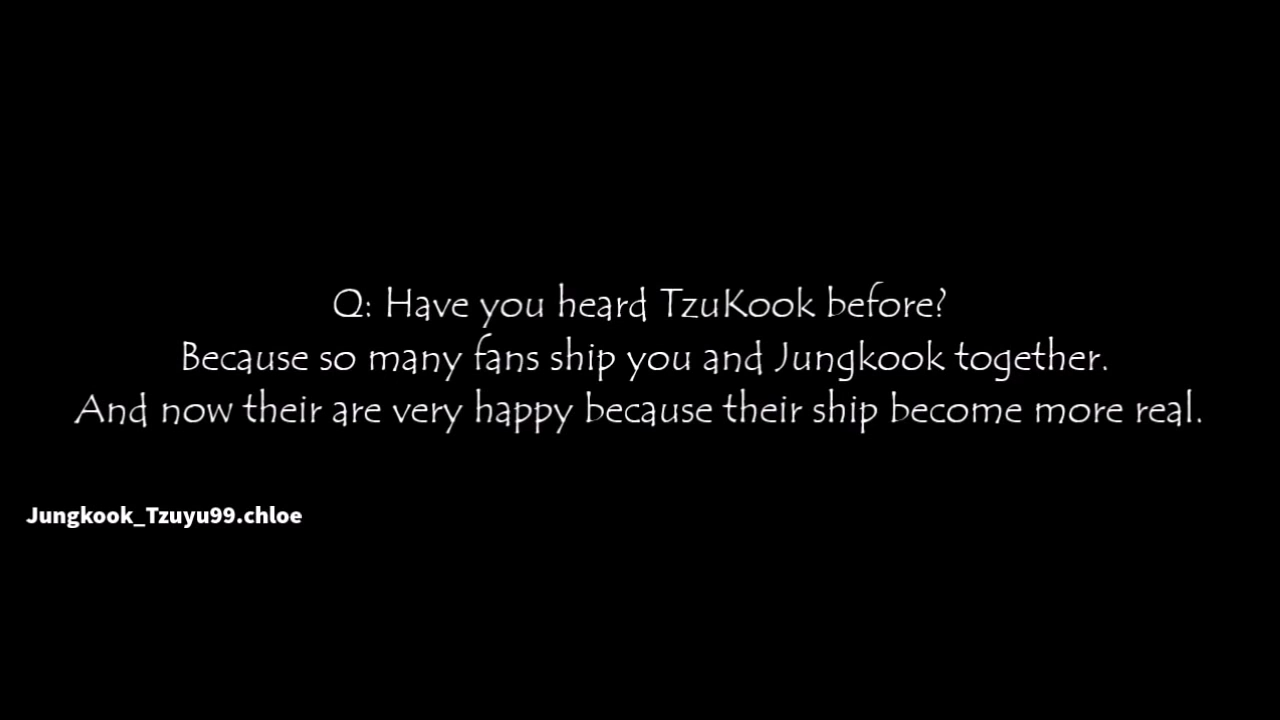 Q: Have you heard TzuKook before?
Because so many fans ship you and Jungkook together.
And now their are very happy because their ship become more real.
Jungkook_Tzuyu99.chloe